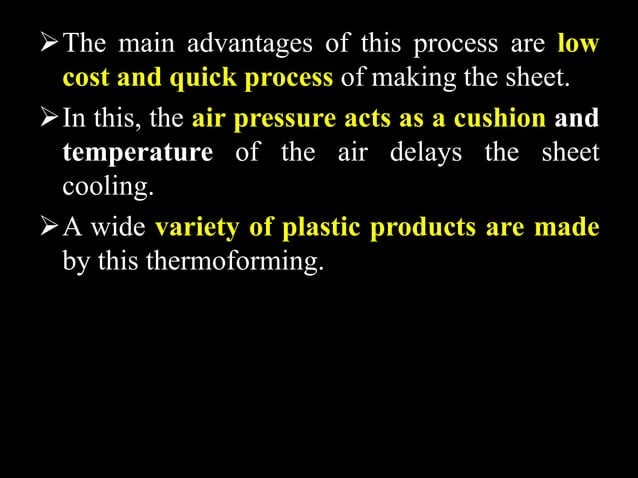 ➢The main advantages of this process are low
cost and quick process of making the sheet.
➢In this, the air pressure acts as a cushion and
temperature of the air delays the sheet
cooling.
➢A wide variety of plastic products are made
by this thermoforming.